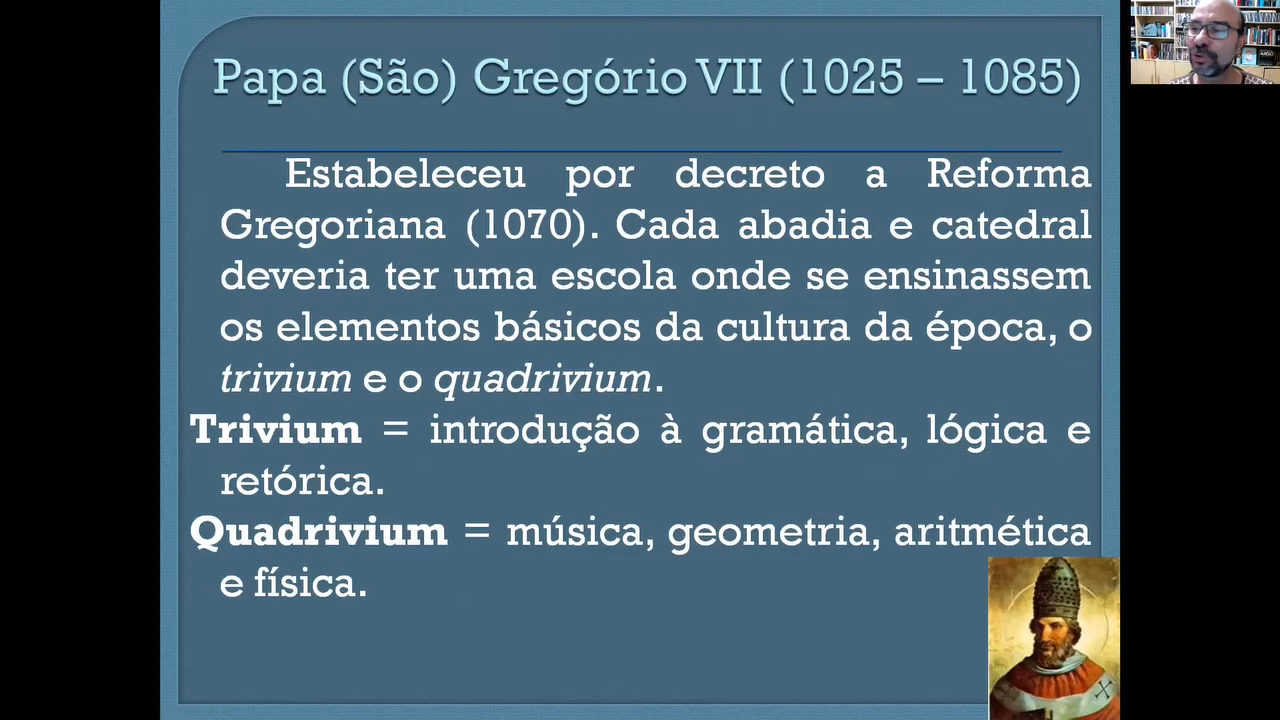 Papa (São) Gregório VII (1025 – 1085)
Estabeleceu por decreto a Reforma
Gregoriana (1070). Cada abadia e catedral
deveria ter uma escola onde se ensinassem
os elementos básicos da cultura da época, o
trivium e o quadrivium.
Trivium = introdução à gramática, lógica e
retórica.
Quadrivium = música, geometria, aritmética
e física.